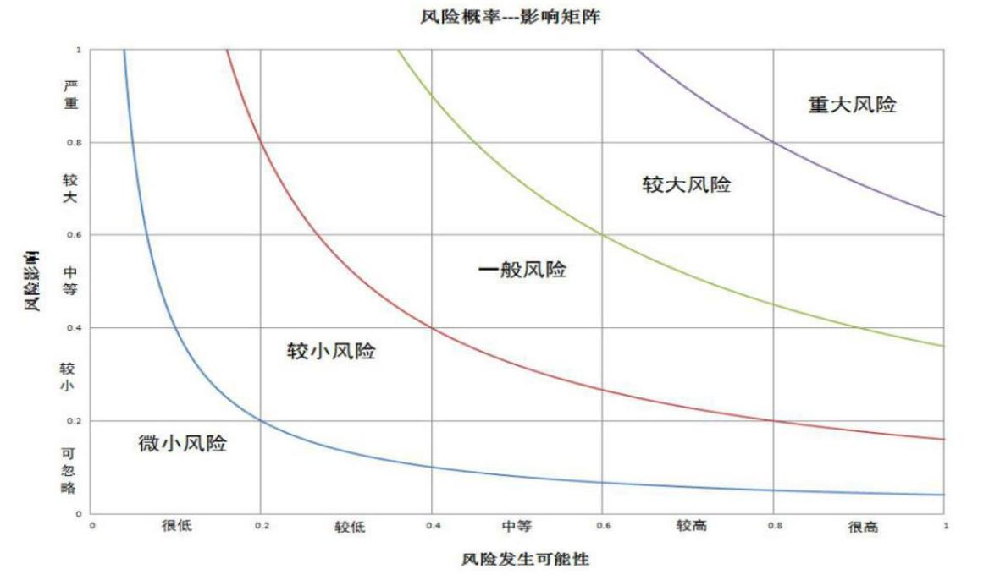 风险概率---影响矩阵
1
严重
0.8
较大
0.6
中等
0.4
较小
0.2
可忽略
0
风险影响
重大风险
较大风险
一般风险
较小风险
微小风险
0 很低 0.2 较低 0.4 中等 0.6 较高 0.8 很高 1
风险发生可能性